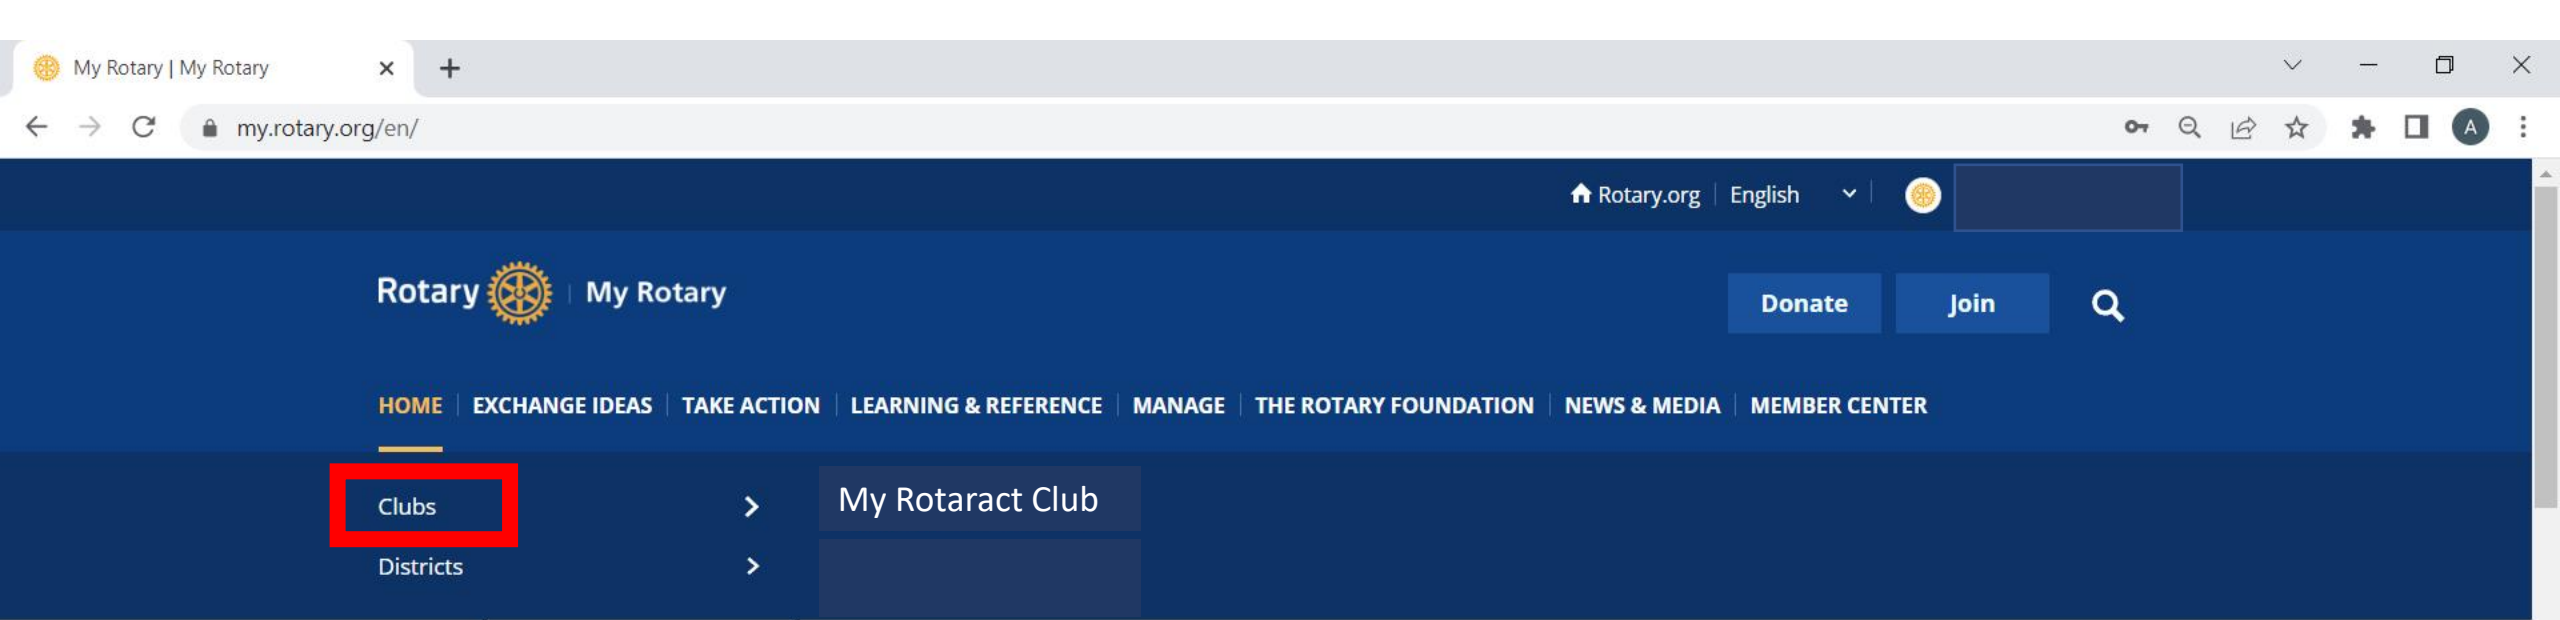 My Rotary | My Rotary
my.rotary.org/en/
A
Rotary.org English
Rotary My Rotary
Donate Join
HOME EXCHANGE IDEAS TAKE ACTION LEARNING & REFERENCE MANAGE THE ROTARY FOUNDATION NEWS & MEDIA MEMBER CENTER
Clubs My Rotaract Club
Districts